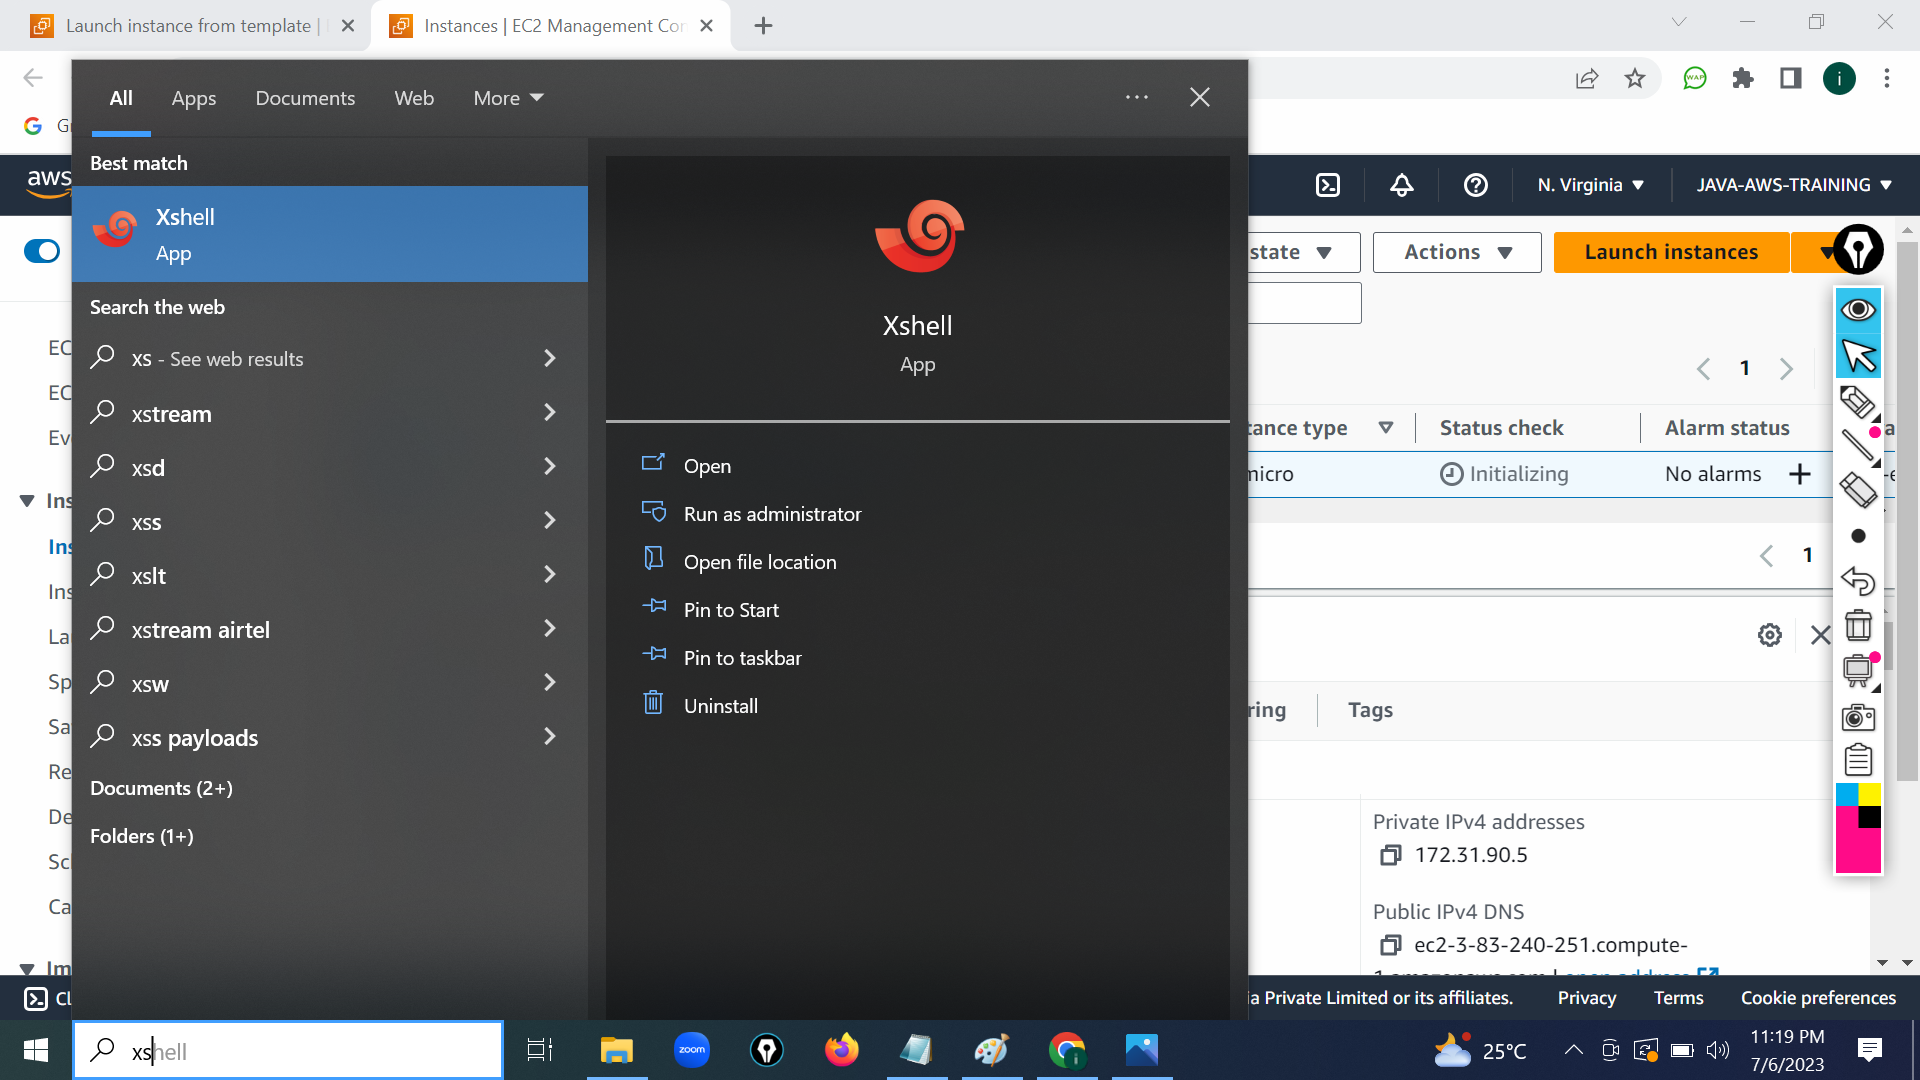 Launch instance from template |
Instances | EC2 Management Con
All Apps Documents Web More
Best match
Xshell
App
Search the web
xs - See web results
xstream
xsd
xss
xslt
xstream airtel
xsw
xss payloads
Documents (2+)
Folders (1+)
Xshell
App
Open
Run as administrator
Open file location
Pin to Start
Pin to taskbar
Uninstall
aws
N. Virginia
JAVA-AWS-TRAINING
state
Actions
Launch instances
1
tance type
Status check
Alarm status
micro
Initializing
No alarms
1
ring
Tags
Private IPv4 addresses
172.31.90.5
Public IPv4 DNS
ec2-3-83-240-251.compute-
EC
EC
Eve
Ins
Ins
Ins
Lau
Sp
Sa
Re
De
Sc
Ca
Im
a Private Limited or its affiliates. Privacy Terms Cookie preferences
xshell
zoom
25°C
11:19 PM
7/6/2023